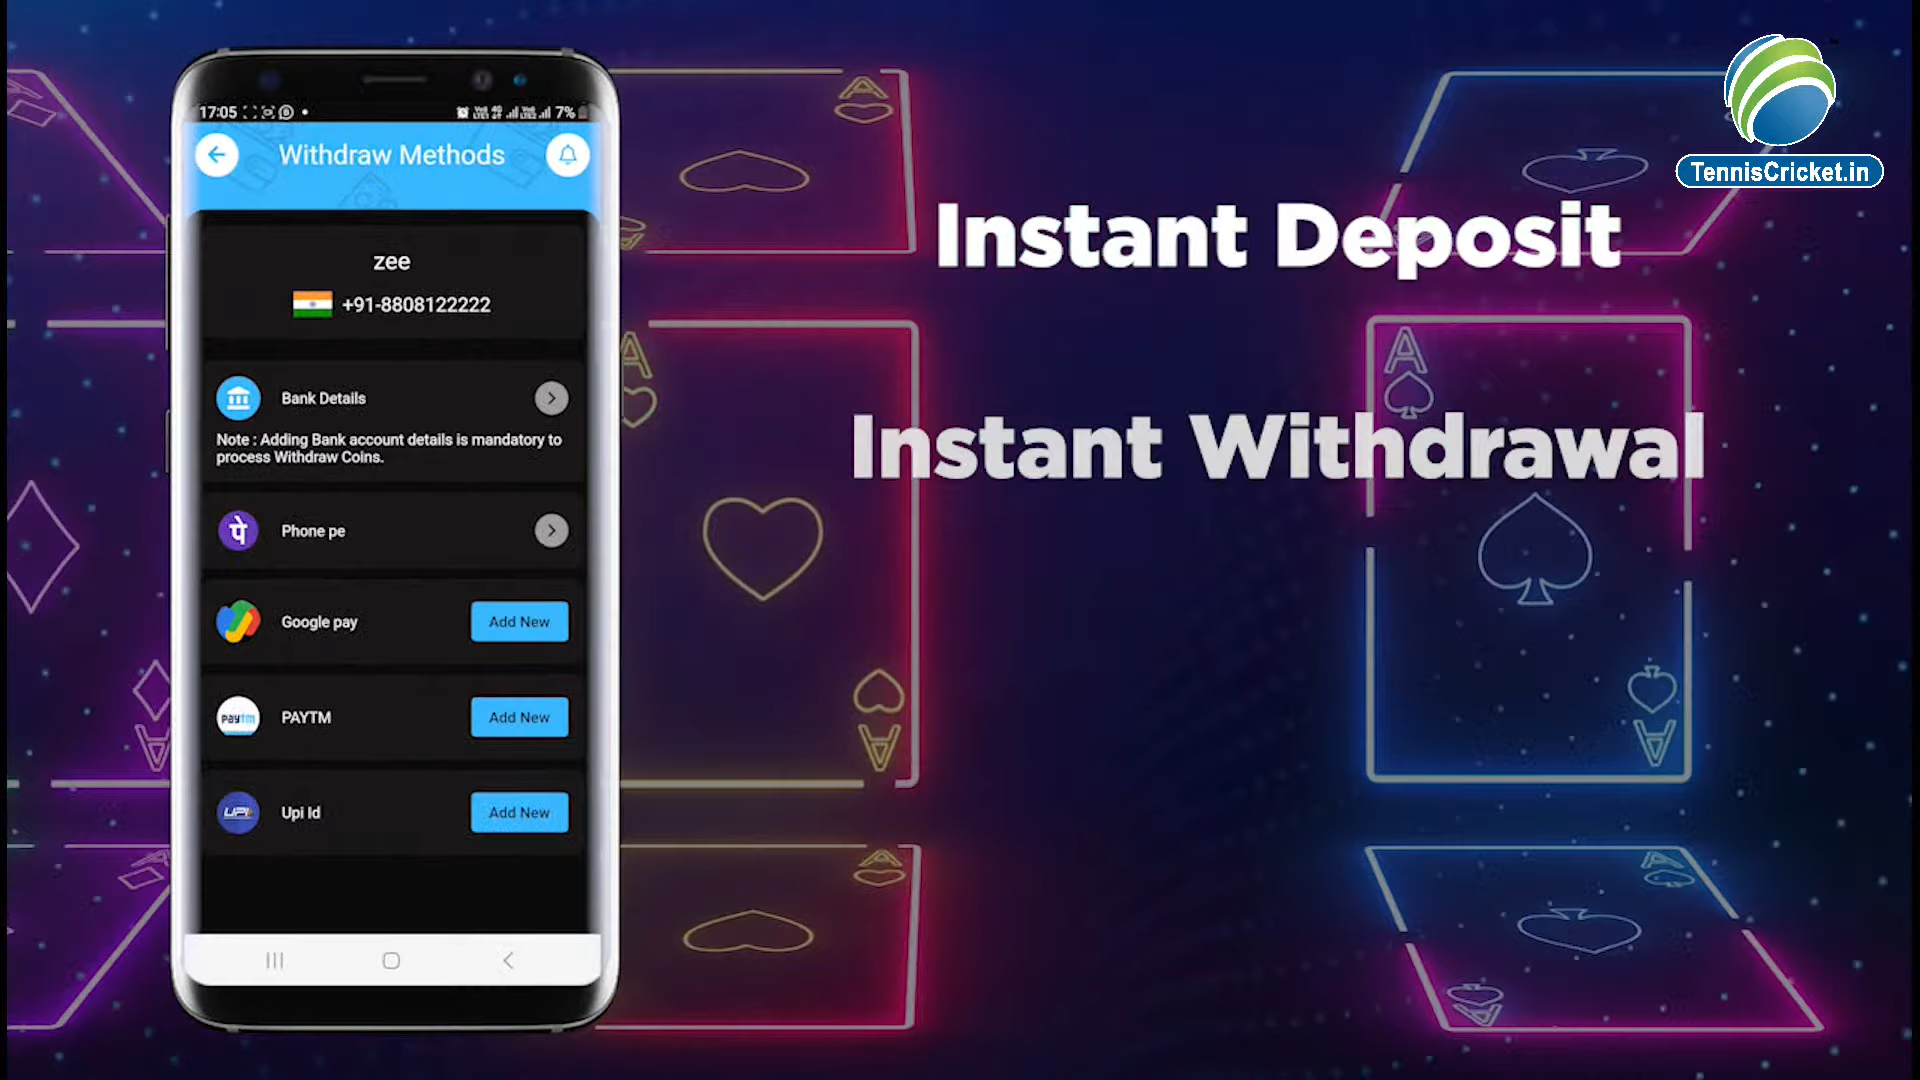 17:05
7%
Withdraw Methods
zee
+91-8808122222
Bank Details
Note : Adding Bank account details is mandatory to
process Withdraw Coins.
पे
Phone pe
Google pay
Add New
paytm
PAYTM
Add New
UPI
Upi Id
Add New
TennisCricket.in
Instant Deposit
Instant Withdrawal
A
A
A
A
A
A
A
A